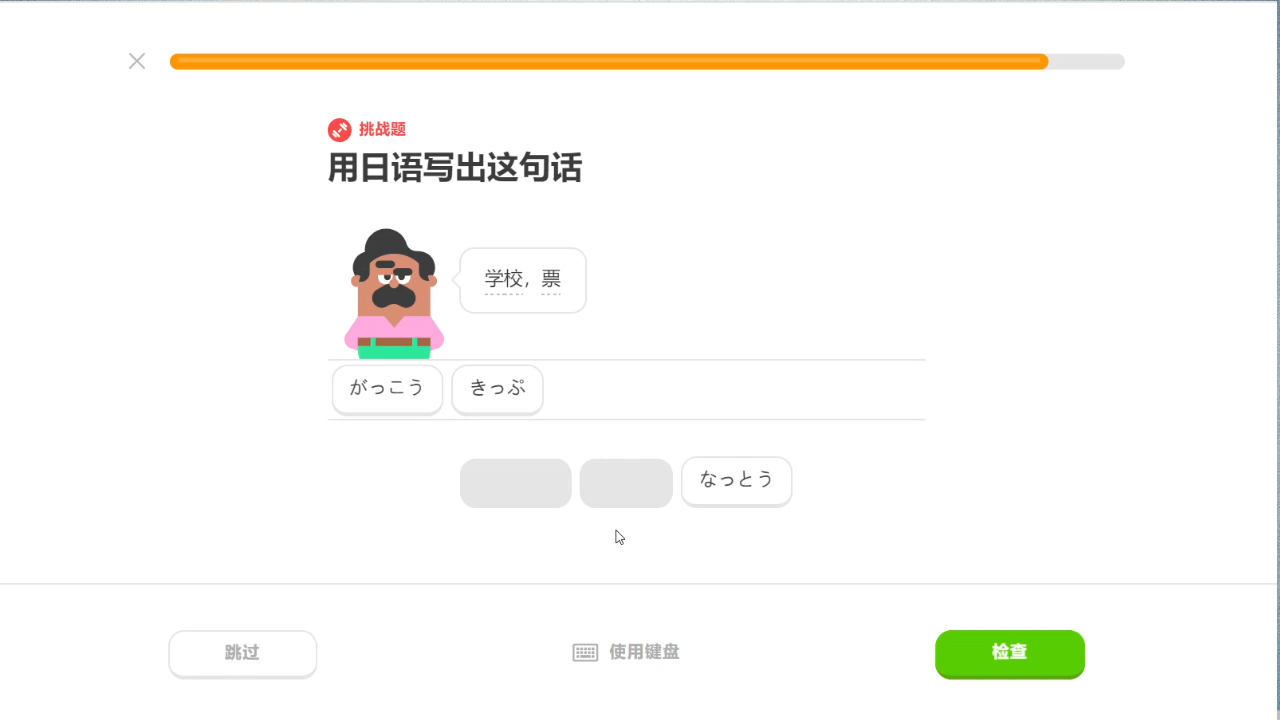 挑战题
用日语写出这句话
学校，票
がっこう きっぷ
なっとう
跳过 使用键盘 检查